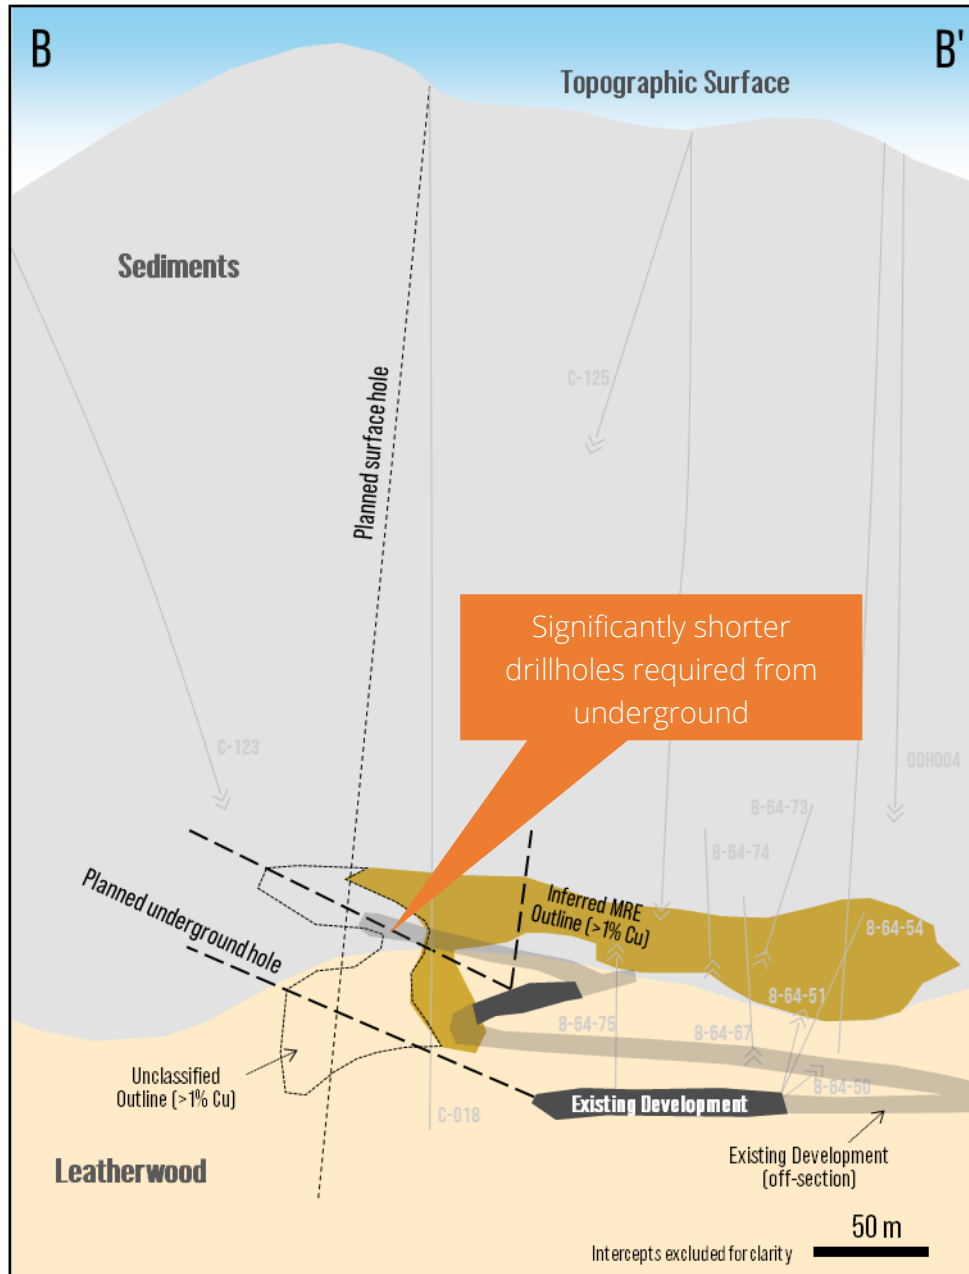 B
B'
Topographic Surface
Sediments
C-125
Planned surface hole
Significantly shorter
drillholes required from
underground
C-123
ODH004
8-64-73
8-64-74
Planned underground hole
Inferred MRE
Outline (>1% Cu)
8-64-54
8-64-51
8-64-75
8-64-67
Unclassified
Outline (>1% Cu)
8-64-50
Existing Development
C-018
Existing Development
(off-section)
Leatherwood
50 m
Intercepts excluded for clarity